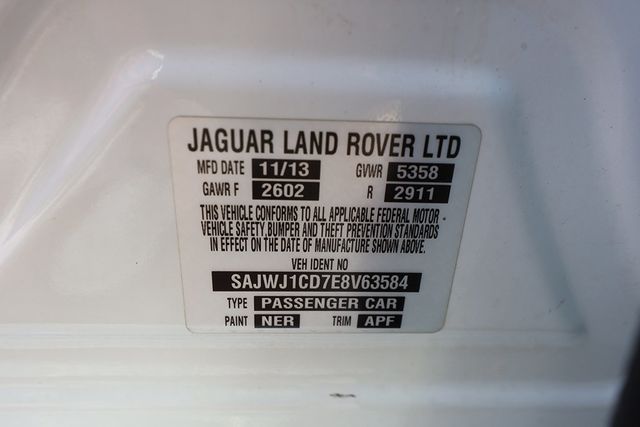 JAGUAR LAND ROVER LTD
MFD DATE 11/13 GVWR 5358
GAWR F 2602 R 2911
THIS VEHICLE CONFORMS TO ALL APPLICABLE FEDERAL MOTOR
VEHICLE SAFETY, BUMPER AND THEFT PREVENTION STANDARDS
IN EFFECT ON THE DATE OF MANUFACTURE SHOWN ABOVE.
VEH IDENT NO
SAJWJ1CD7E8V63584
TYPE PASSENGER CAR
PAINT NER TRIM APF